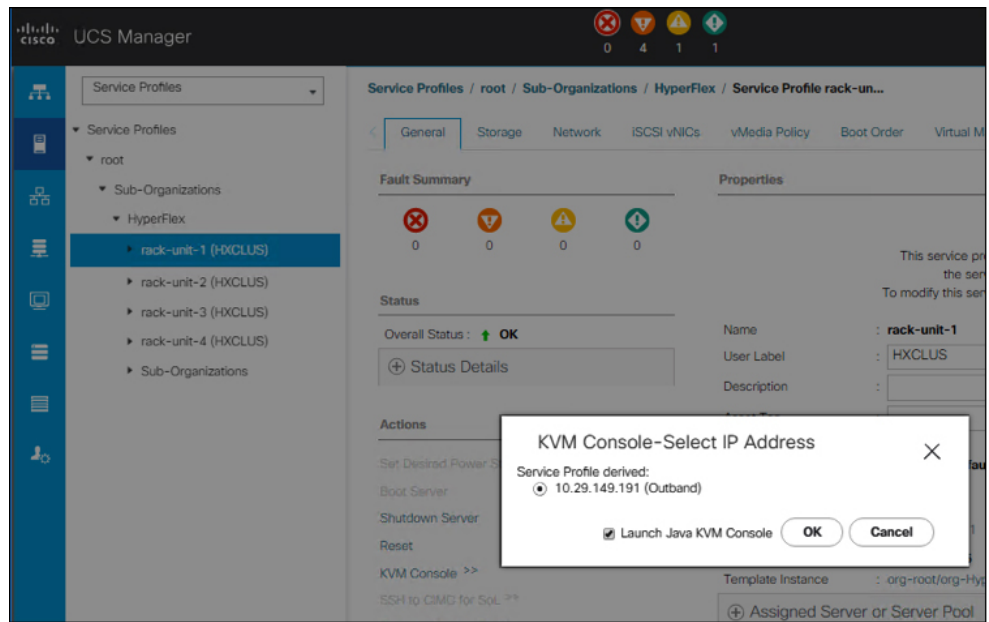 cisco UCS Manager
0 4 1 1
Service Profiles
Service Profiles / root / Sub-Organizations / HyperFlex / Service Profile rack-un...
Service Profiles
root
Sub-Organizations
HyperFlex
rack-unit-1 (HXCLUS)
rack-unit-2 (HXCLUS)
rack-unit-3 (HXCLUS)
rack-unit-4 (HXCLUS)
Sub-Organizations
General Storage Network iSCSI vNICs vMedia Policy Boot Order Virtual M
Fault Summary
0 0 0 0
Status
Overall Status : OK
Status Details
Actions
Set Desired Power S
Boot Server
Shutdown Server
Reset
KVM Console >>
SSH to CIMC for SoL >>
Properties
This service pro
the ser
To modify this ser
Name : rack-unit-1
User Label : HXCLUS
Description :
KVM Console-Select IP Address
Service Profile derived:
10.29.149.191 (Outband)
Launch Java KVM Console OK Cancel
Template Instance : org-root/org-Hyp
Assigned Server or Server Pool